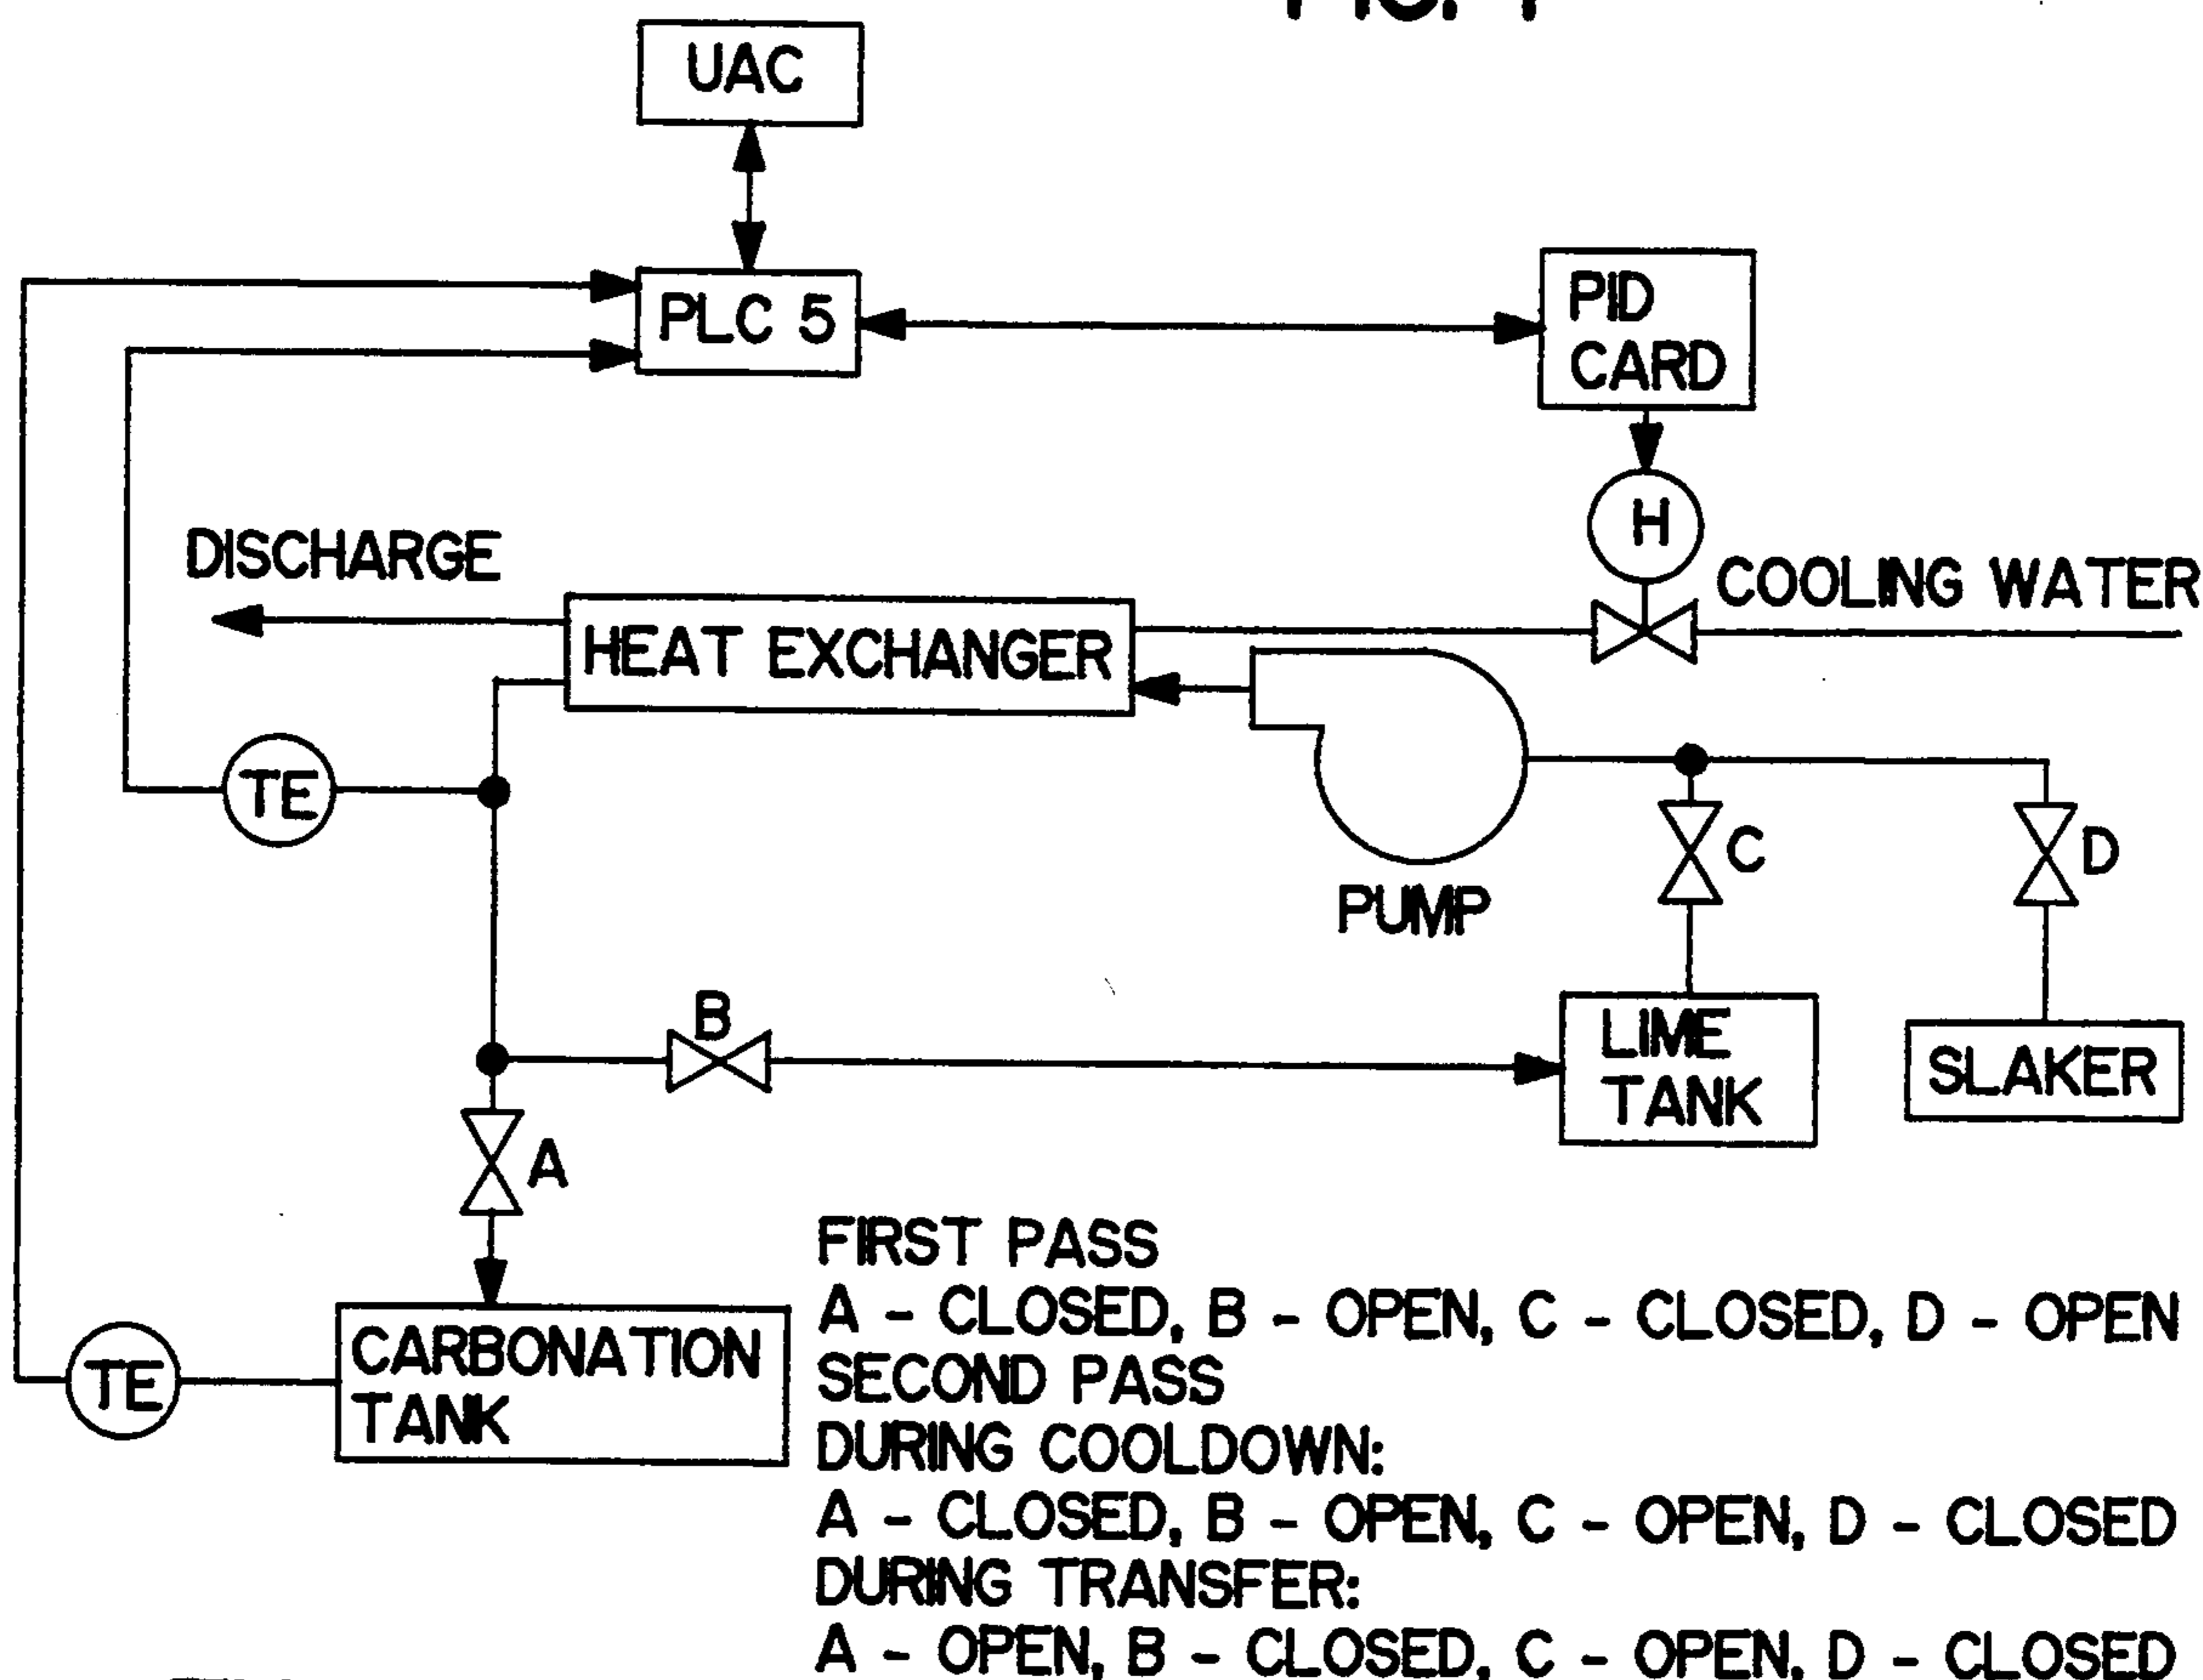 UAC
PLC 5
PID
CARD
H
DISCHARGE
COOLING WATER
HEAT EXCHANGER
TE
C
D
PUMP
B
LIME
TANK
SLAKER
A
TE
CARBONATION
TANK
FIRST PASS
A - CLOSED, B - OPEN, C - CLOSED, D - OPEN
SECOND PASS
DURING COOLDOWN:
A - CLOSED, B - OPEN, C - OPEN, D - CLOSED
DURING TRANSFER:
A - OPEN, B - CLOSED, C - OPEN, D - CLOSED